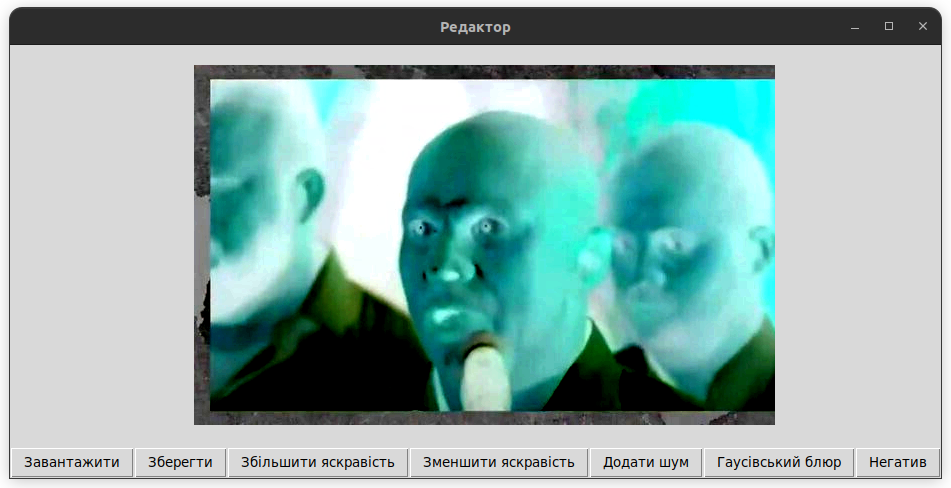 Редактор
Завантажити
Зберегти
Збільшити яскравість
Зменшити яскравість
Додати шум
Гаусівський блюр
Негатив